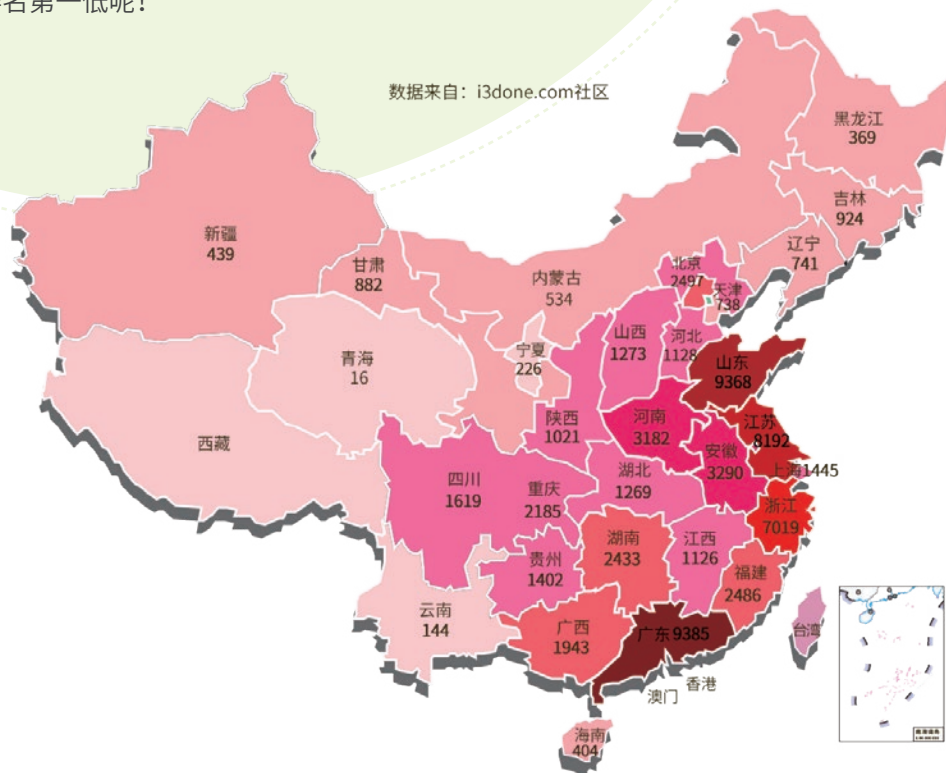 名第一低呢！
数据来自：i3done.com社区
黑龙江
369
吉林
924
辽宁
741
新疆
439
甘肃
882
内蒙古
534
北京
2497
天津
738
青海
16
宁夏
226
山西
1273
河北
1128
山东
9368
西藏
陕西
1021
河南
3182
江苏
8192
安徽
3290
上海1445
四川
1619
重庆
2185
湖北
1269
浙江
7019
贵州
1402
湖南
2433
江西
1126
福建
2486
云南
144
广西
1943
广东 9385
台湾
香港
澳门
海南
404